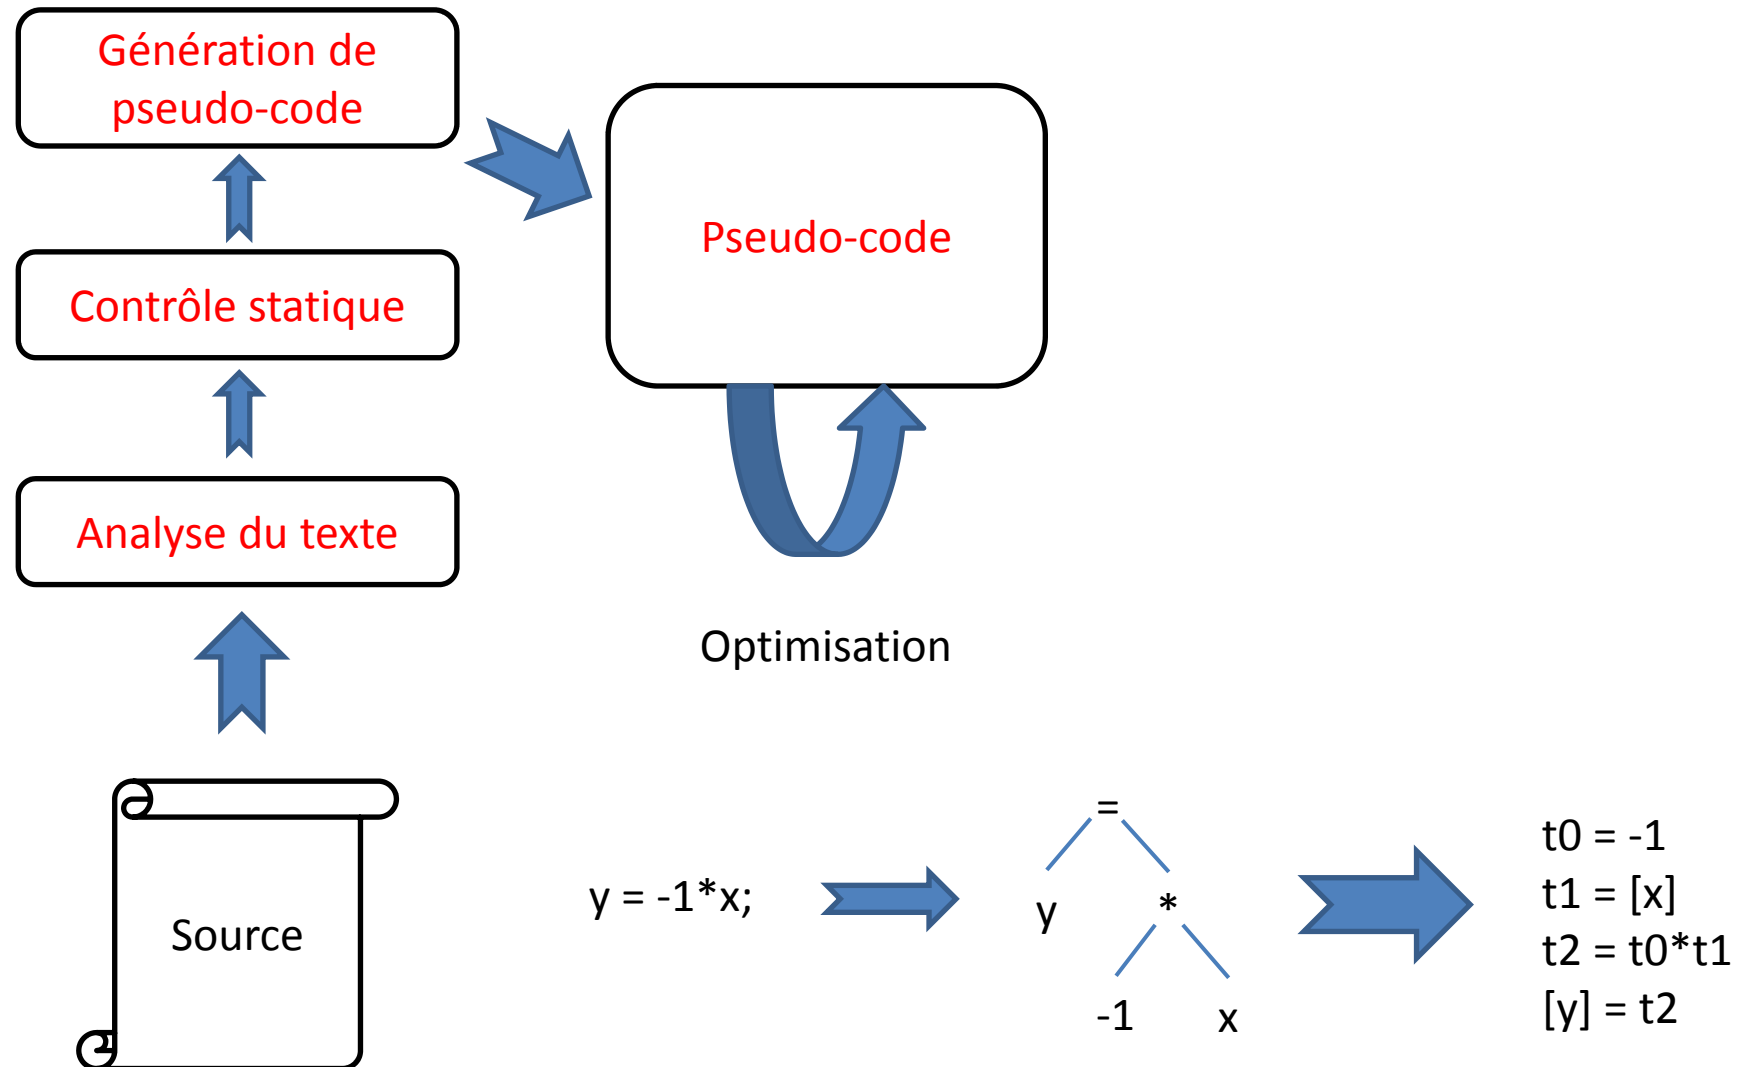 Génération de
pseudo-code
Pseudo-code
Contrôle statique
Analyse du texte
Optimisation
Source
y = -1*x;
=
y
*
-1
x
t0 = -1
t1 = [x]
t2 = t0*t1
[y] = t2